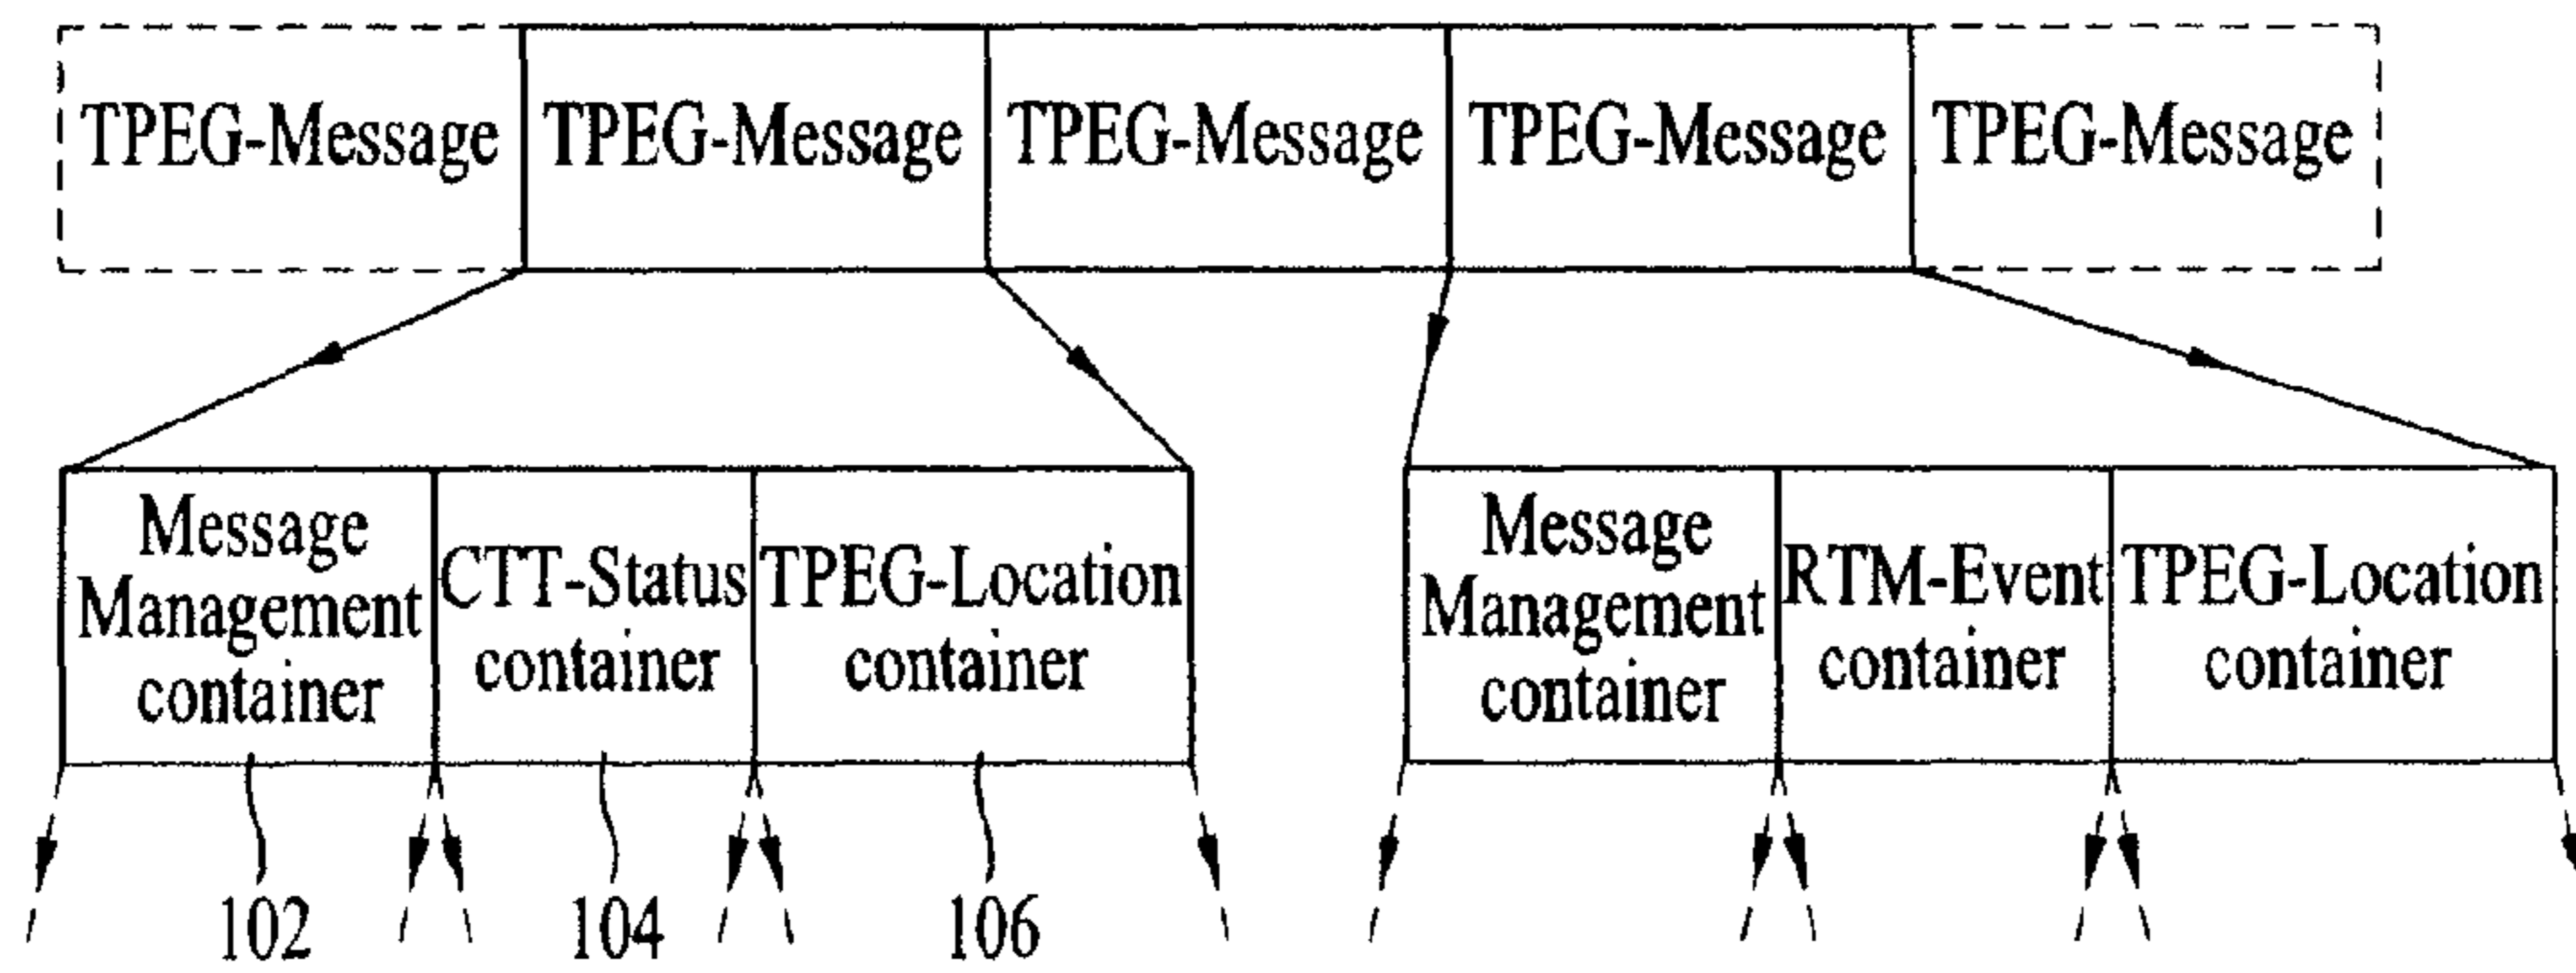 TPEG-Message TPEG-Message TPEG-Message TPEG-Message TPEG-Message
Message
Management
container
CTT-Status
container
TPEG-Location
container
Message
Management
container
RTM-Event
container
TPEG-Location
container
102 104 106